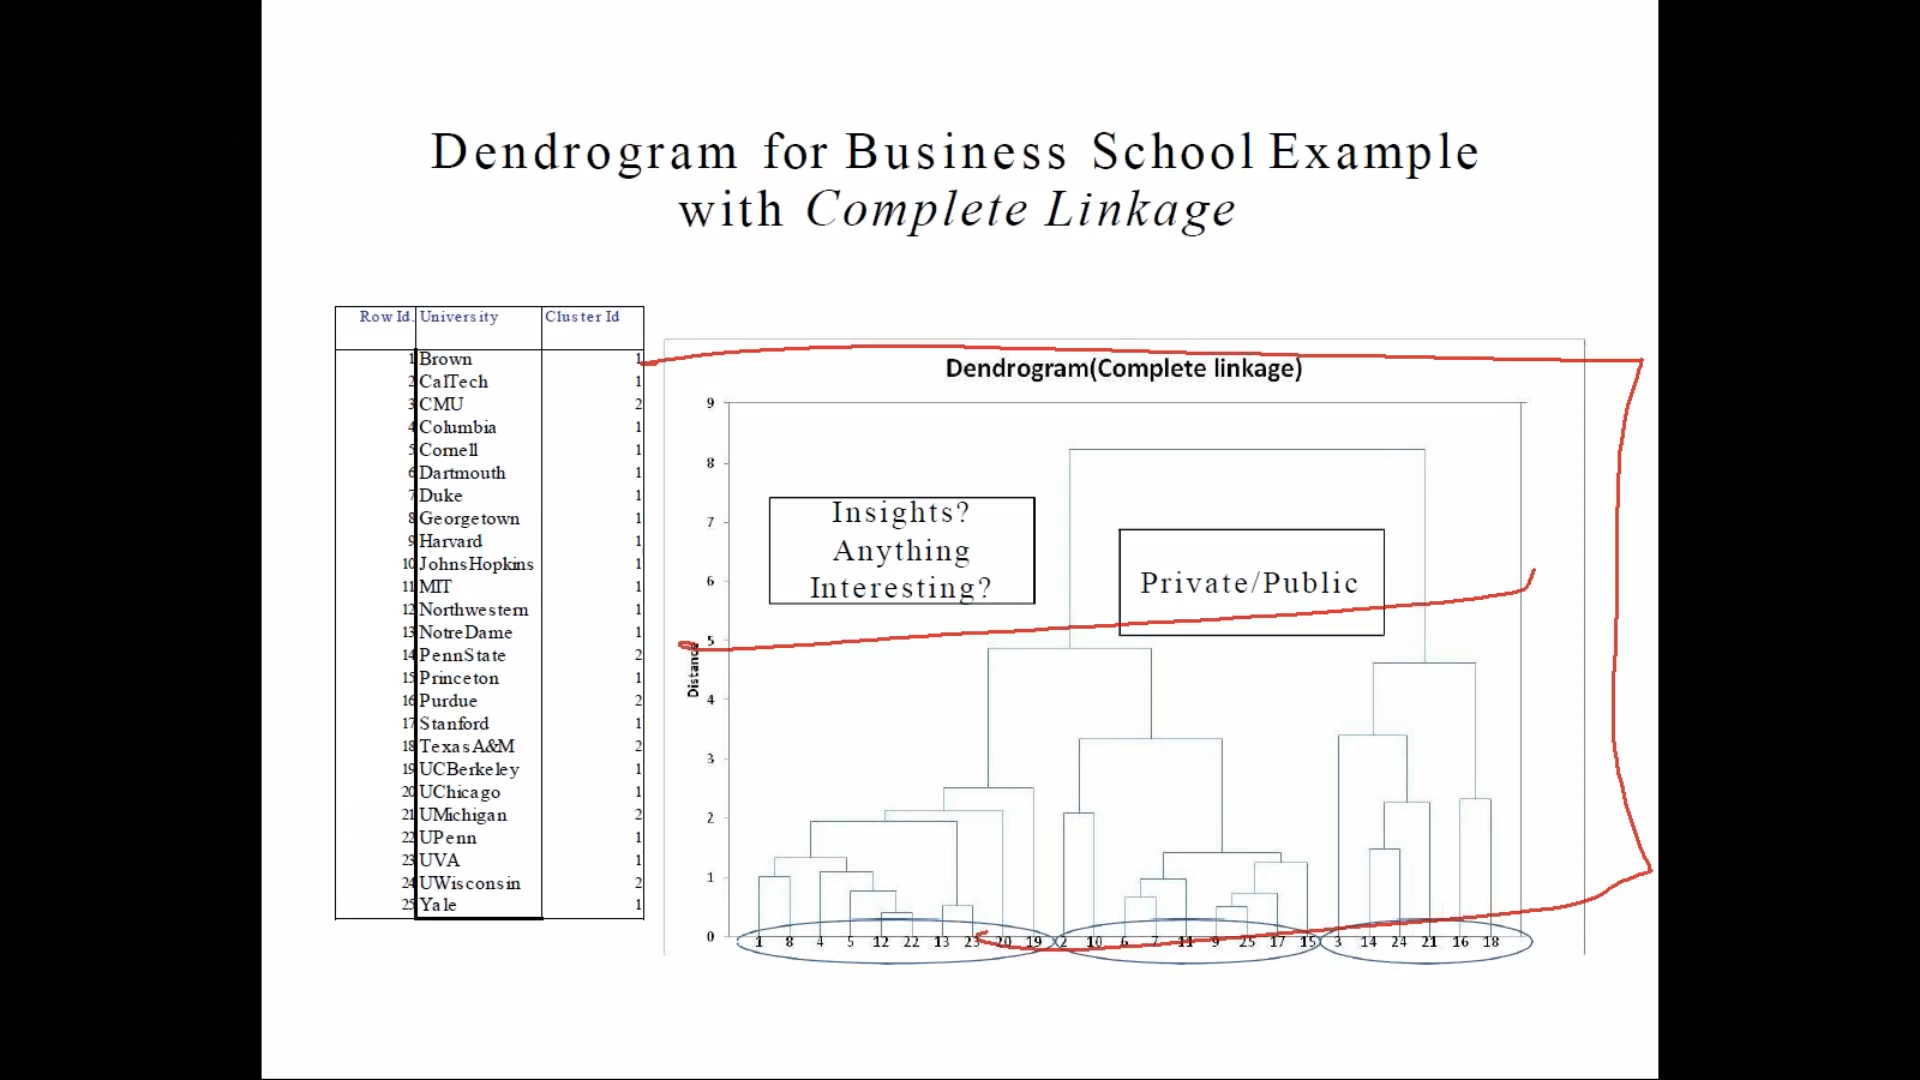 Dendrogram for Business School Example
with Complete Linkage
Row Id. University Cluster Id
1 Brown 1
2 CalTech 1
3 CMU 2
4 Columbia 1
5 Cornell 1
6 Dartmouth 1
7 Duke 1
8 Georgetown 1
9 Harvard 1
10 JohnsHopkins 1
11 MIT 1
12 Northwestern 1
13 NotreDame 1
14 PennState 2
15 Princeton 1
16 Purdue 2
17 Stanford 1
18 TexasA&M 2
19 UCBerkeley 1
20 UChicago 1
21 UMichigan 2
22 UPenn 1
23 UVA 1
24 UWisconsin 2
25 Yale 1
Dendrogram(Complete linkage)
9
8
7
6
5
4
3
2
1
0
Distance
Insights?
Anything
Interesting?
Private/Public
1 8 4 5 12 22 13 23 20 19 2 10 6 7 11 9 25 17 15 3 14 24 21 16 18